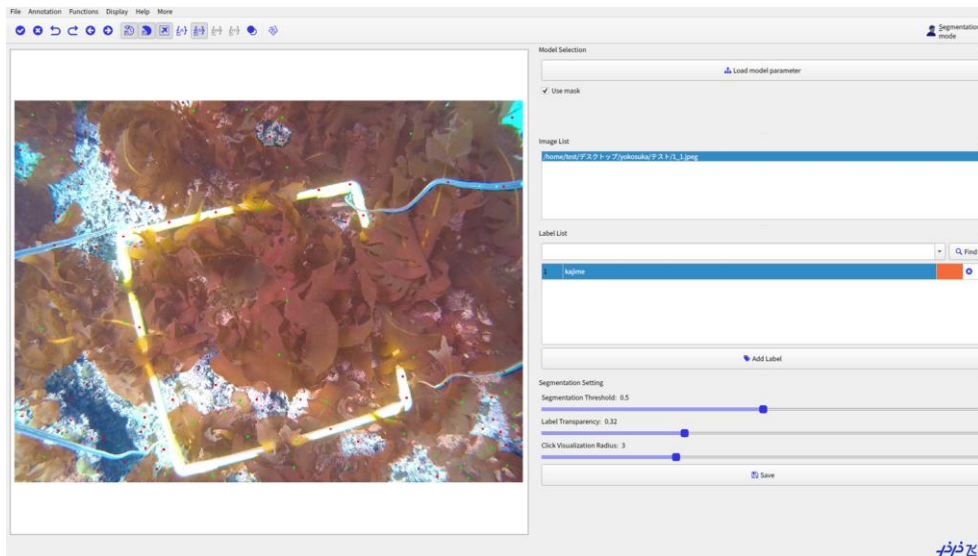 File Annotation Functions Display Help More
Segmentation
mode
Model Selection
Load model parameter
Use mask
Image List
/home/test/デスクトップ/yokosuka/テスト/1_1.jpeg
Label List
Find
1 kajime
Add Label
Segmentation Setting
Segmentation Threshold: 0.5
Label Transparency: 0.32
Click Visualization Radius: 3
Save